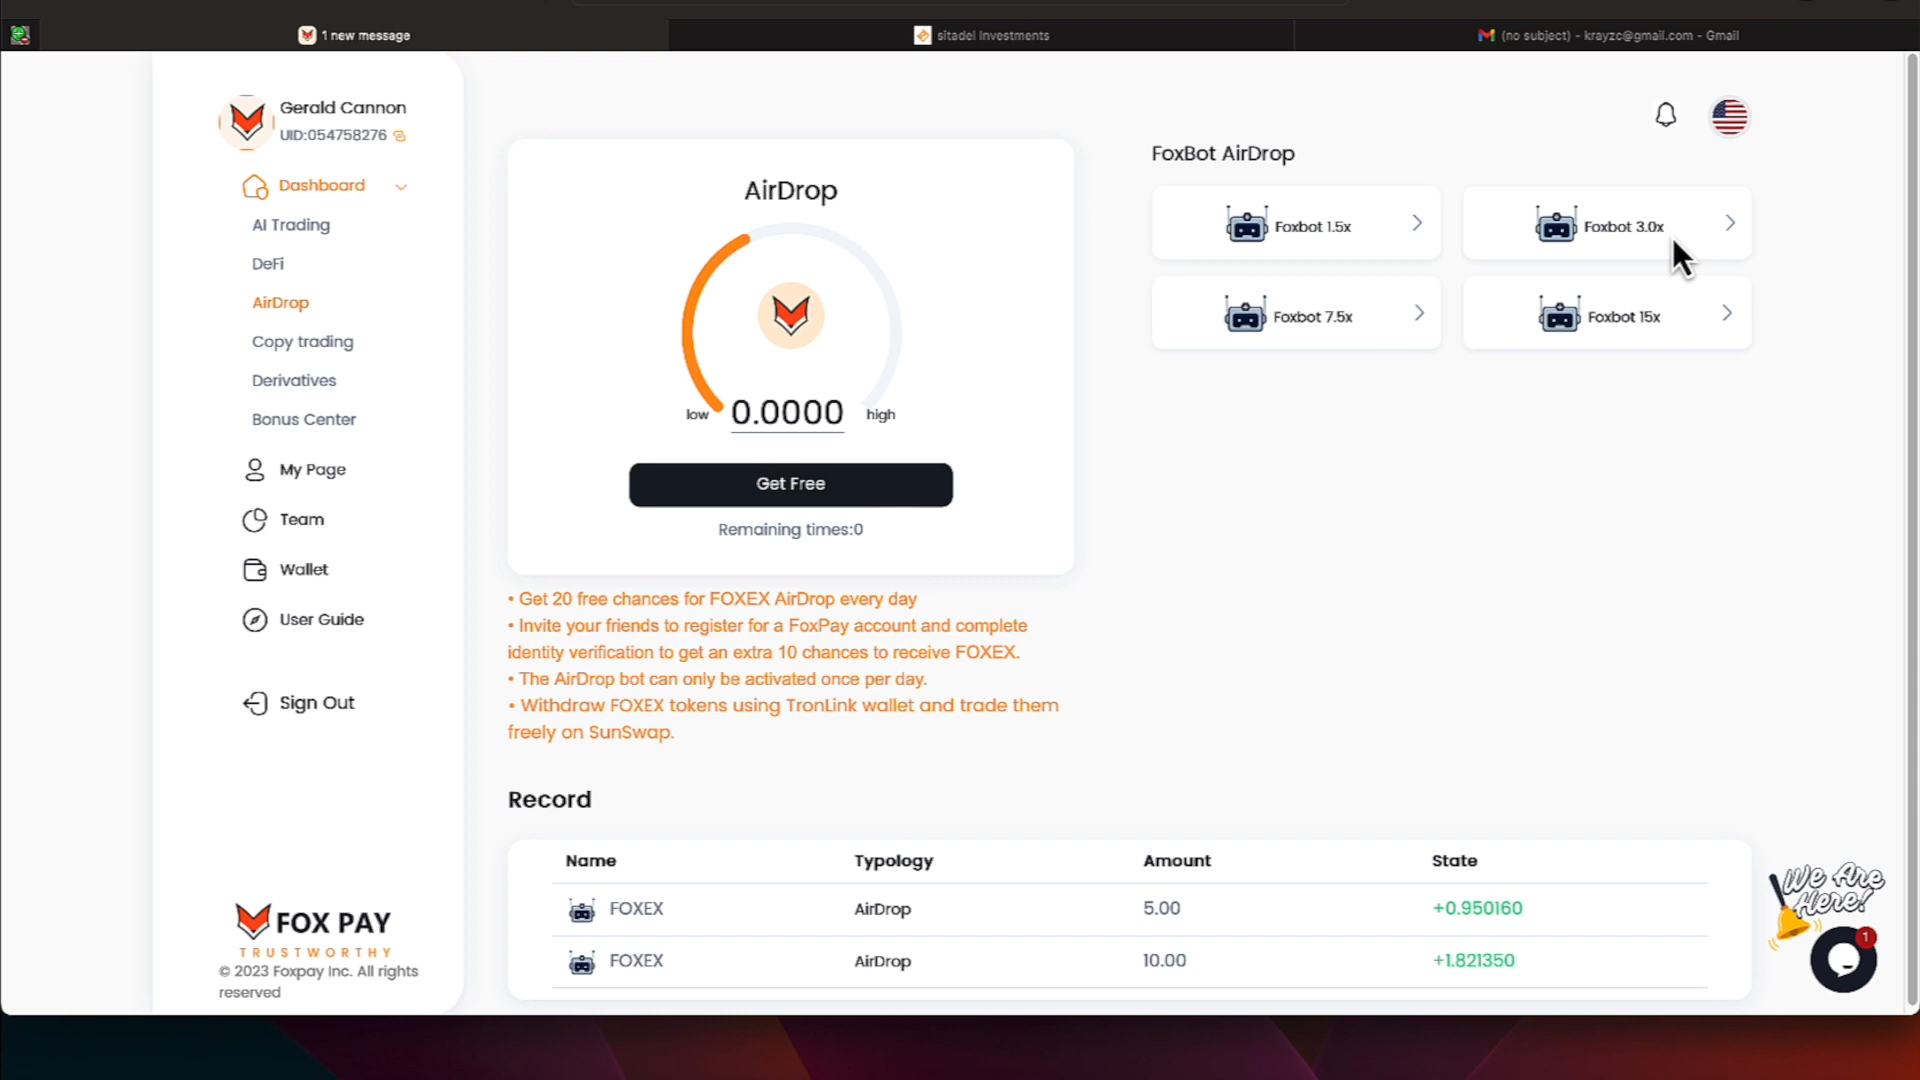 1 new message
sitadel Investments
(no subject) - krayzc@gmail.com - Gmail
Gerald Cannon
UID:054758276
Dashboard
AI Trading
DeFi
AirDrop
Copy trading
Derivatives
Bonus Center
My Page
Team
Wallet
User Guide
Sign Out
FOX PAY
TRUSTWORTHY
© 2023 Foxpay Inc. All rights
reserved
AirDrop
low 0.0000 high
Get Free
Remaining times:0
• Get 20 free chances for FOXEX AirDrop every day
• Invite your friends to register for a FoxPay account and complete
identity verification to get an extra 10 chances to receive FOXEX.
• The AirDrop bot can only be activated once per day.
• Withdraw FOXEX tokens using TronLink wallet and trade them
freely on SunSwap.
FoxBot AirDrop
Foxbot 1.5x
Foxbot 3.0x
Foxbot 7.5x
Foxbot 15x
Record
Name Typology Amount State
FOXEX AirDrop 5.00 +0.950160
FOXEX AirDrop 10.00 +1.821350
We Are
Here!
1